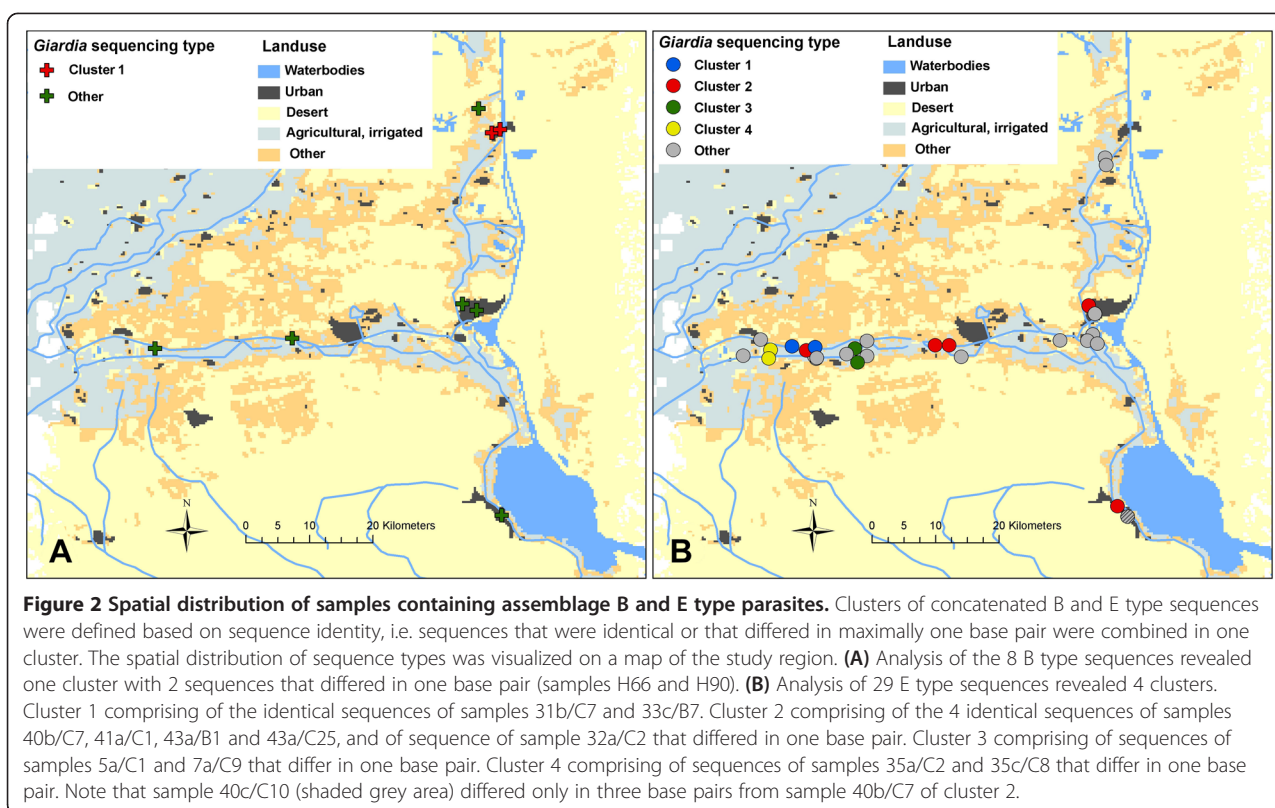 Giardia sequencing type
Cluster 1
Other
Landuse
Waterbodies
Urban
Desert
Agricultural, irrigated
Other
N
0 5 10 20 Kilometers
A
Giardia sequencing type
Cluster 1
Cluster 2
Cluster 3
Cluster 4
Other
Landuse
Waterbodies
Urban
Desert
Agricultural, irrigated
Other
N
0 5 10 20 Kilometers
B
Figure 2 Spatial distribution of samples containing assemblage B and E type parasites. Clusters of concatenated B and E type sequences
were defined based on sequence identity, i.e. sequences that were identical or that differed in maximally one base pair were combined in one
cluster. The spatial distribution of sequence types was visualized on a map of the study region. (A) Analysis of the 8 B type sequences revealed
one cluster with 2 sequences that differed in one base pair (samples H66 and H90). (B) Analysis of 29 E type sequences revealed 4 clusters.
Cluster 1 comprising of the identical sequences of samples 31b/C7 and 33c/B7. Cluster 2 comprising of the 4 identical sequences of samples
40b/C7, 41a/C1, 43a/B1 and 43a/C25, and of sequence of sample 32a/C2 that differed in one base pair. Cluster 3 comprising of sequences of
samples 5a/C1 and 7a/C9 that differ in one base pair. Cluster 4 comprising of sequences of samples 35a/C2 and 35c/C8 that differ in one base
pair. Note that sample 40c/C10 (shaded grey area) differed only in three base pairs from sample 40b/C7 of cluster 2.